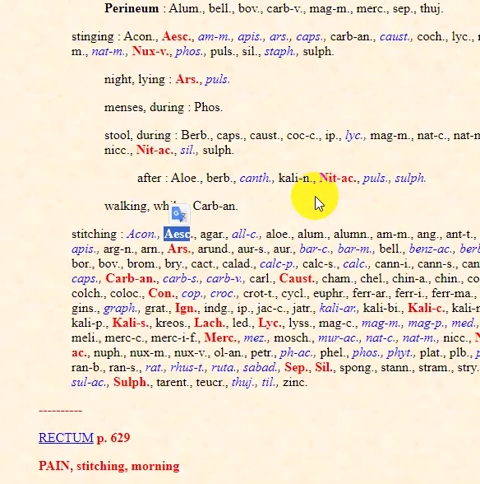 Perineum : Alum., bell., bov., carb-v., mag-m., merc., sep., thuj.
stinging : Acon., Aesc., am-m., apis., ars., caps., carb-an., caust., coch., lyc.,
m., nat-m., Nux-v., phos., puls., sil., staph., sulph.
night, lying : Ars., puls.
menses, during : Phos.
stool, during : Berb., caps., caust., coc-c., ip., lyc., mag-m., nat-c., nat-m
nicc., Nit-ac., sil., sulph.
after : Aloe., berb., canth., kali-n., Nit-ac., puls., sulph.
walking, Carb-an.
stitching : Acon., Aesc., agar., all-c., aloe., alum., alumn., am-m., ang., ant-t.,
apis., arg-n., arn., Ars., arund., aur-s., aur., bar-c., bar-m., bell., benz-ac.,
bor., bov., brom., bry., cact., calad., calc-p., calc-s., calc., cann-i., cann-s.,
caps., Carb-an., carb-s., carb-v., carl., Caust., cham., chel., chin-a., chin.,
colch., coloc., Con., cop., croc., crot-t., cycl., euphr., ferr-ar., ferr-i., ferr-ma.,
gins., graph., grat., Ign., indg., ip., jac-c., jatr., kali-ar., kali-bi., Kali-c.,
kali-p., Kali-s., kreos., Lach., led., Lyc., lyss., mag-c., mag-m., mag-p., med.,
meli., merc-c., merc-i-f., Merc., mez., mosch., mur-ac., nat-c., nat-m., nicc.,
ac., nuph., nux-m., nux-v., ol-an., petr., ph-ac., phel., phos., phyt., plat., plb.,
ran-b., ran-s., rat., rhus-t., ruta., sabad., Sep., Sil., spong., stann., stram.,
sul-ac., Sulph., tarent., teucr., thuj., til., zinc.
----------
RECTUM p. 629
PAIN, stitching, morning